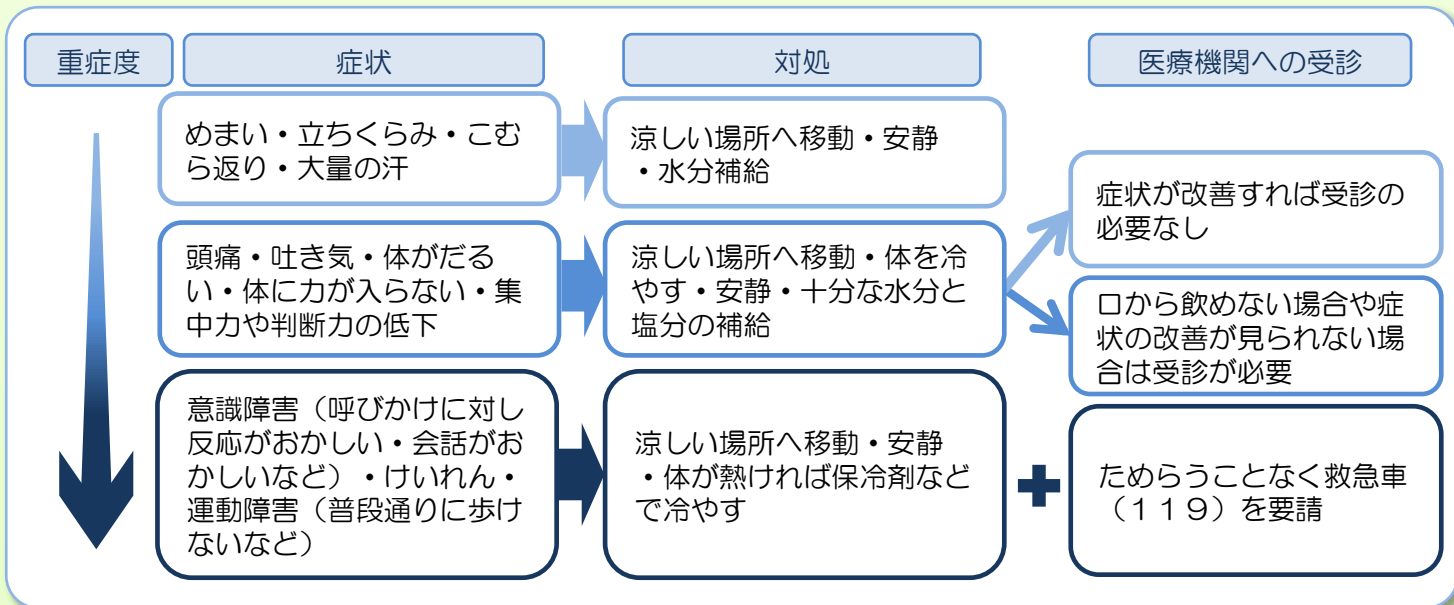 重症度
症状
対処
医療機関への受診
めまい・立ちくらみ・こむ
ら返り・大量の汗
涼しい場所へ移動・安静
・水分補給
頭痛・吐き気・体がだる
い・体に力が入らない・集
中力や判断力の低下
涼しい場所へ移動・体を冷
やす・安静・十分な水分と
塩分の補給
症状が改善すれば受診の
必要なし
口から飲めない場合や症
状の改善が見られない場
合は受診が必要
意識障害（呼びかけに対し
反応がおかしい・会話がお
かしいなど）・けいれん・
運動障害（普段通りに歩け
ないなど）
涼しい場所へ移動・安静
・体が熱ければ保冷剤など
で冷やす
ためらうことなく救急車
（１１９）を要請